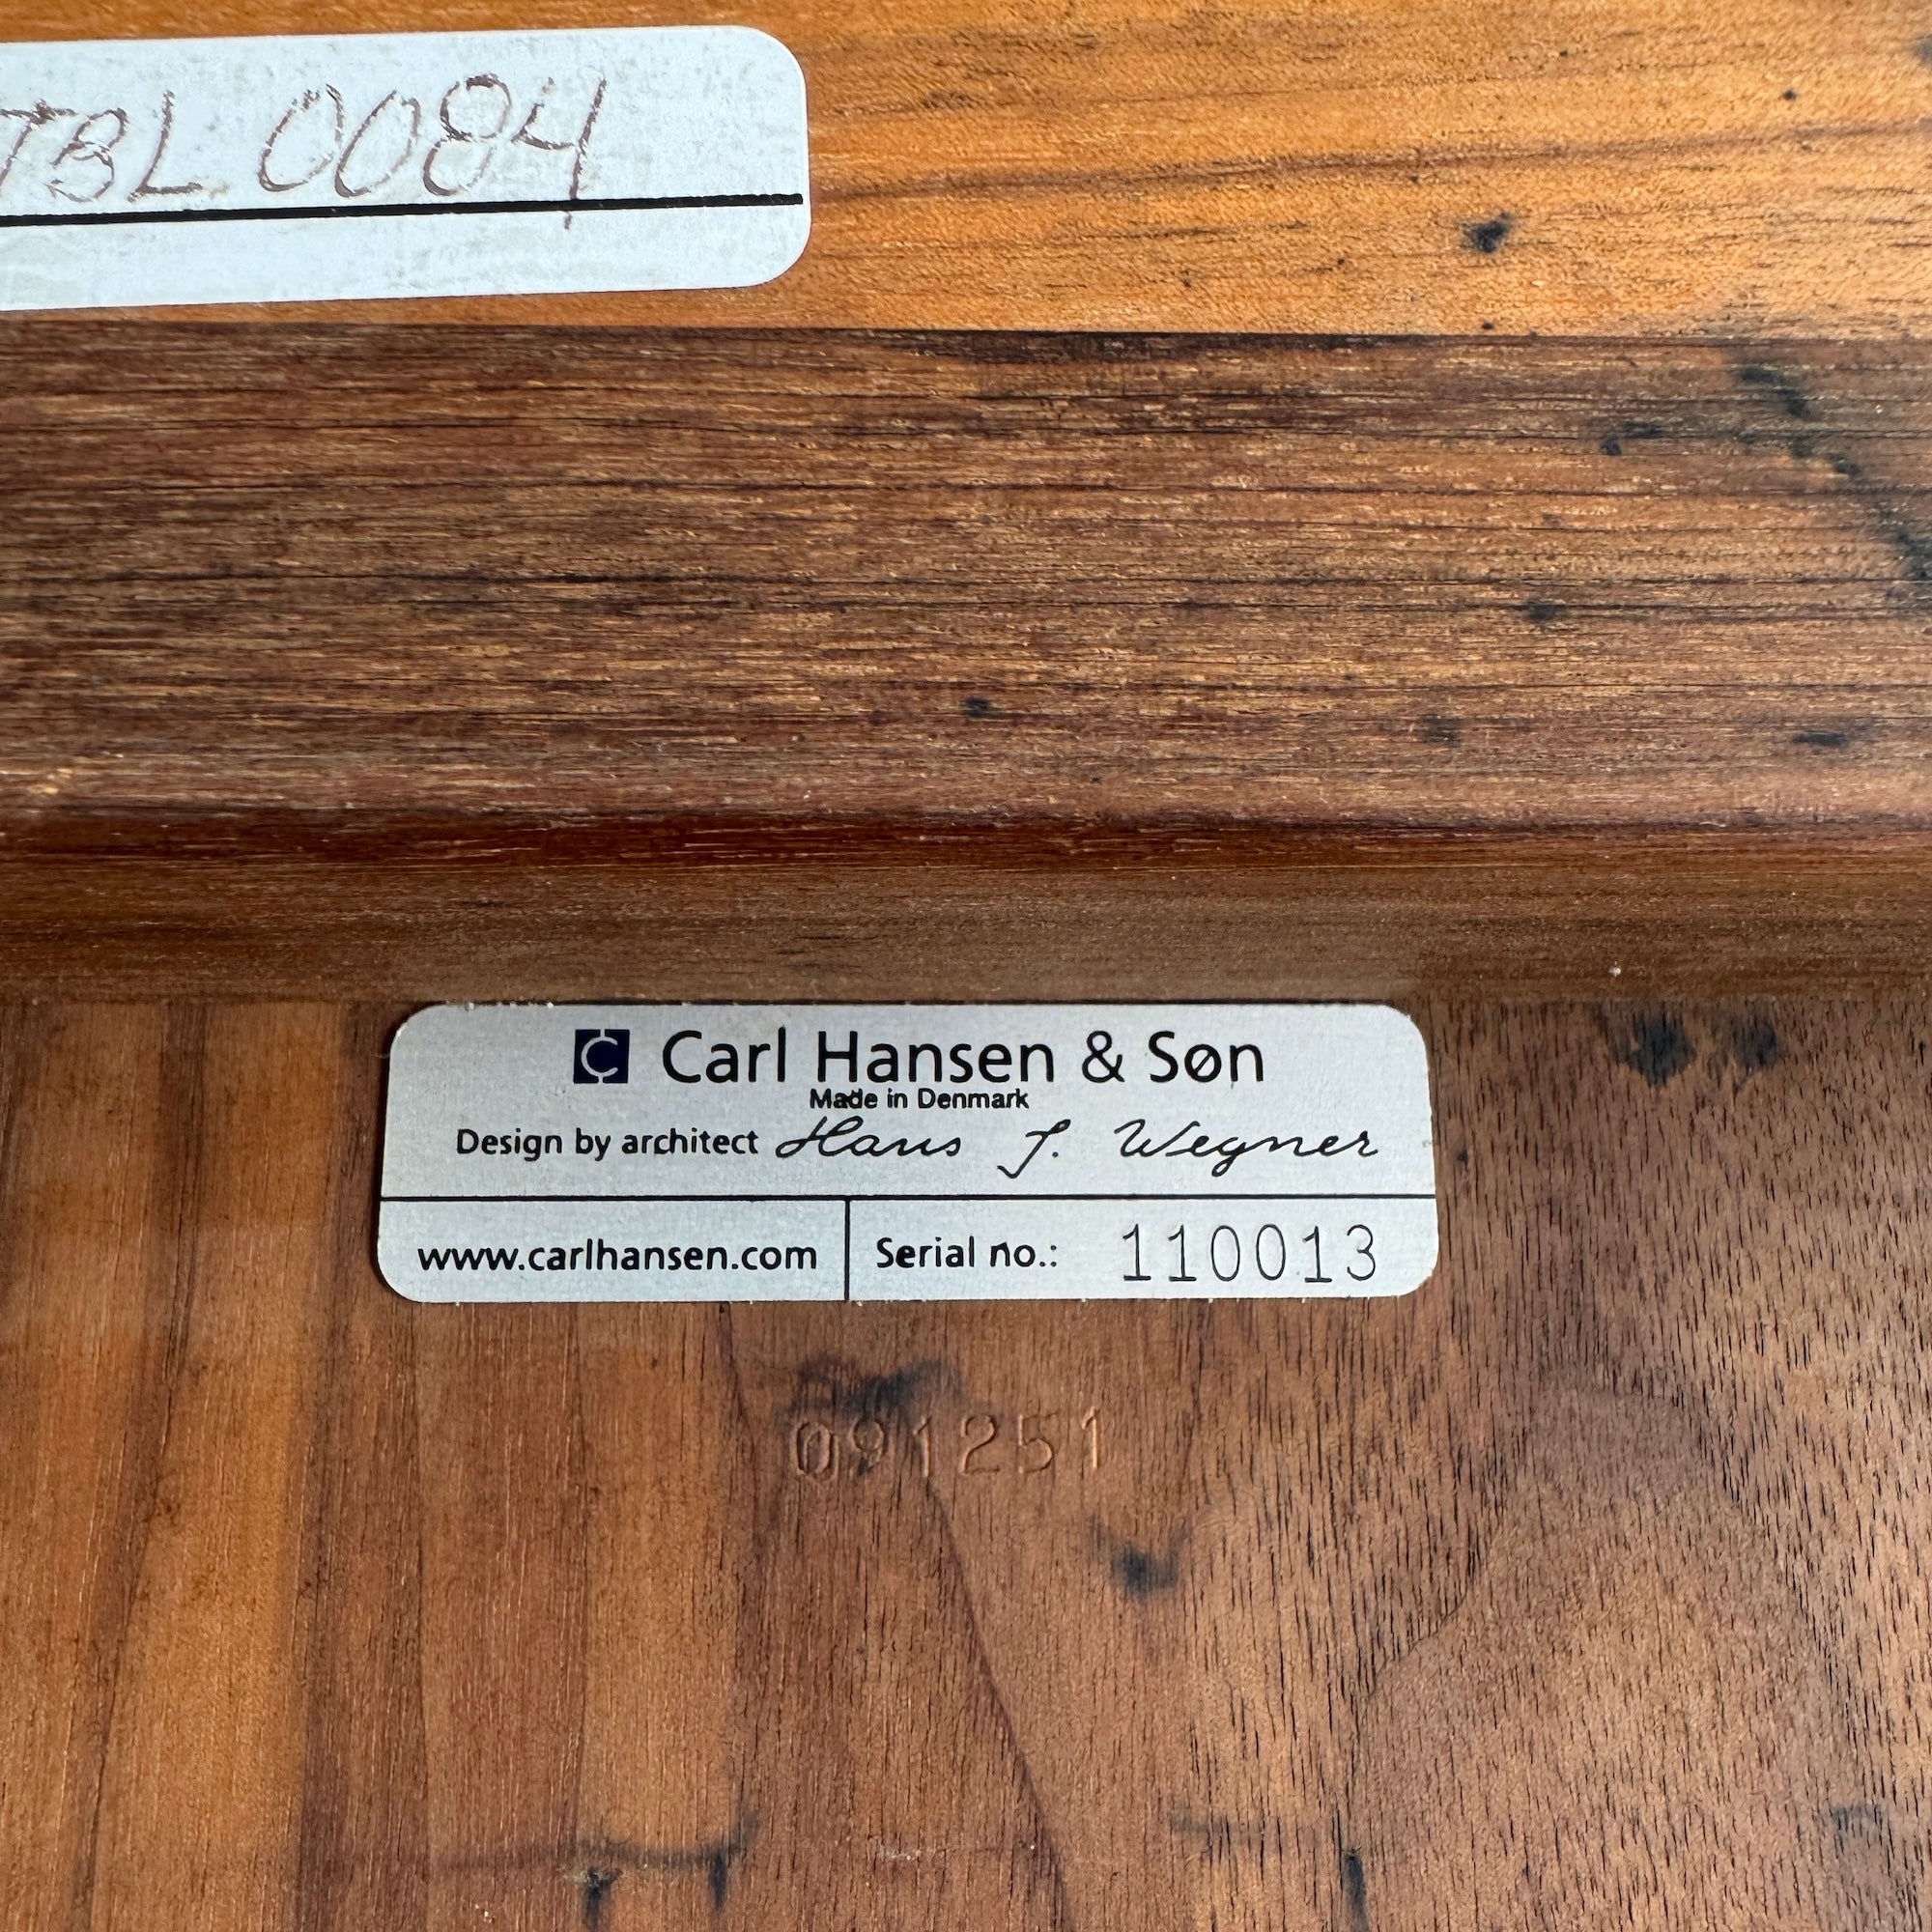 TBL 0084
Carl Hansen & Søn
Made in Denmark
Design by architect Hans J. Wegner
www.carlhansen.com
Serial no.: 110013
091251